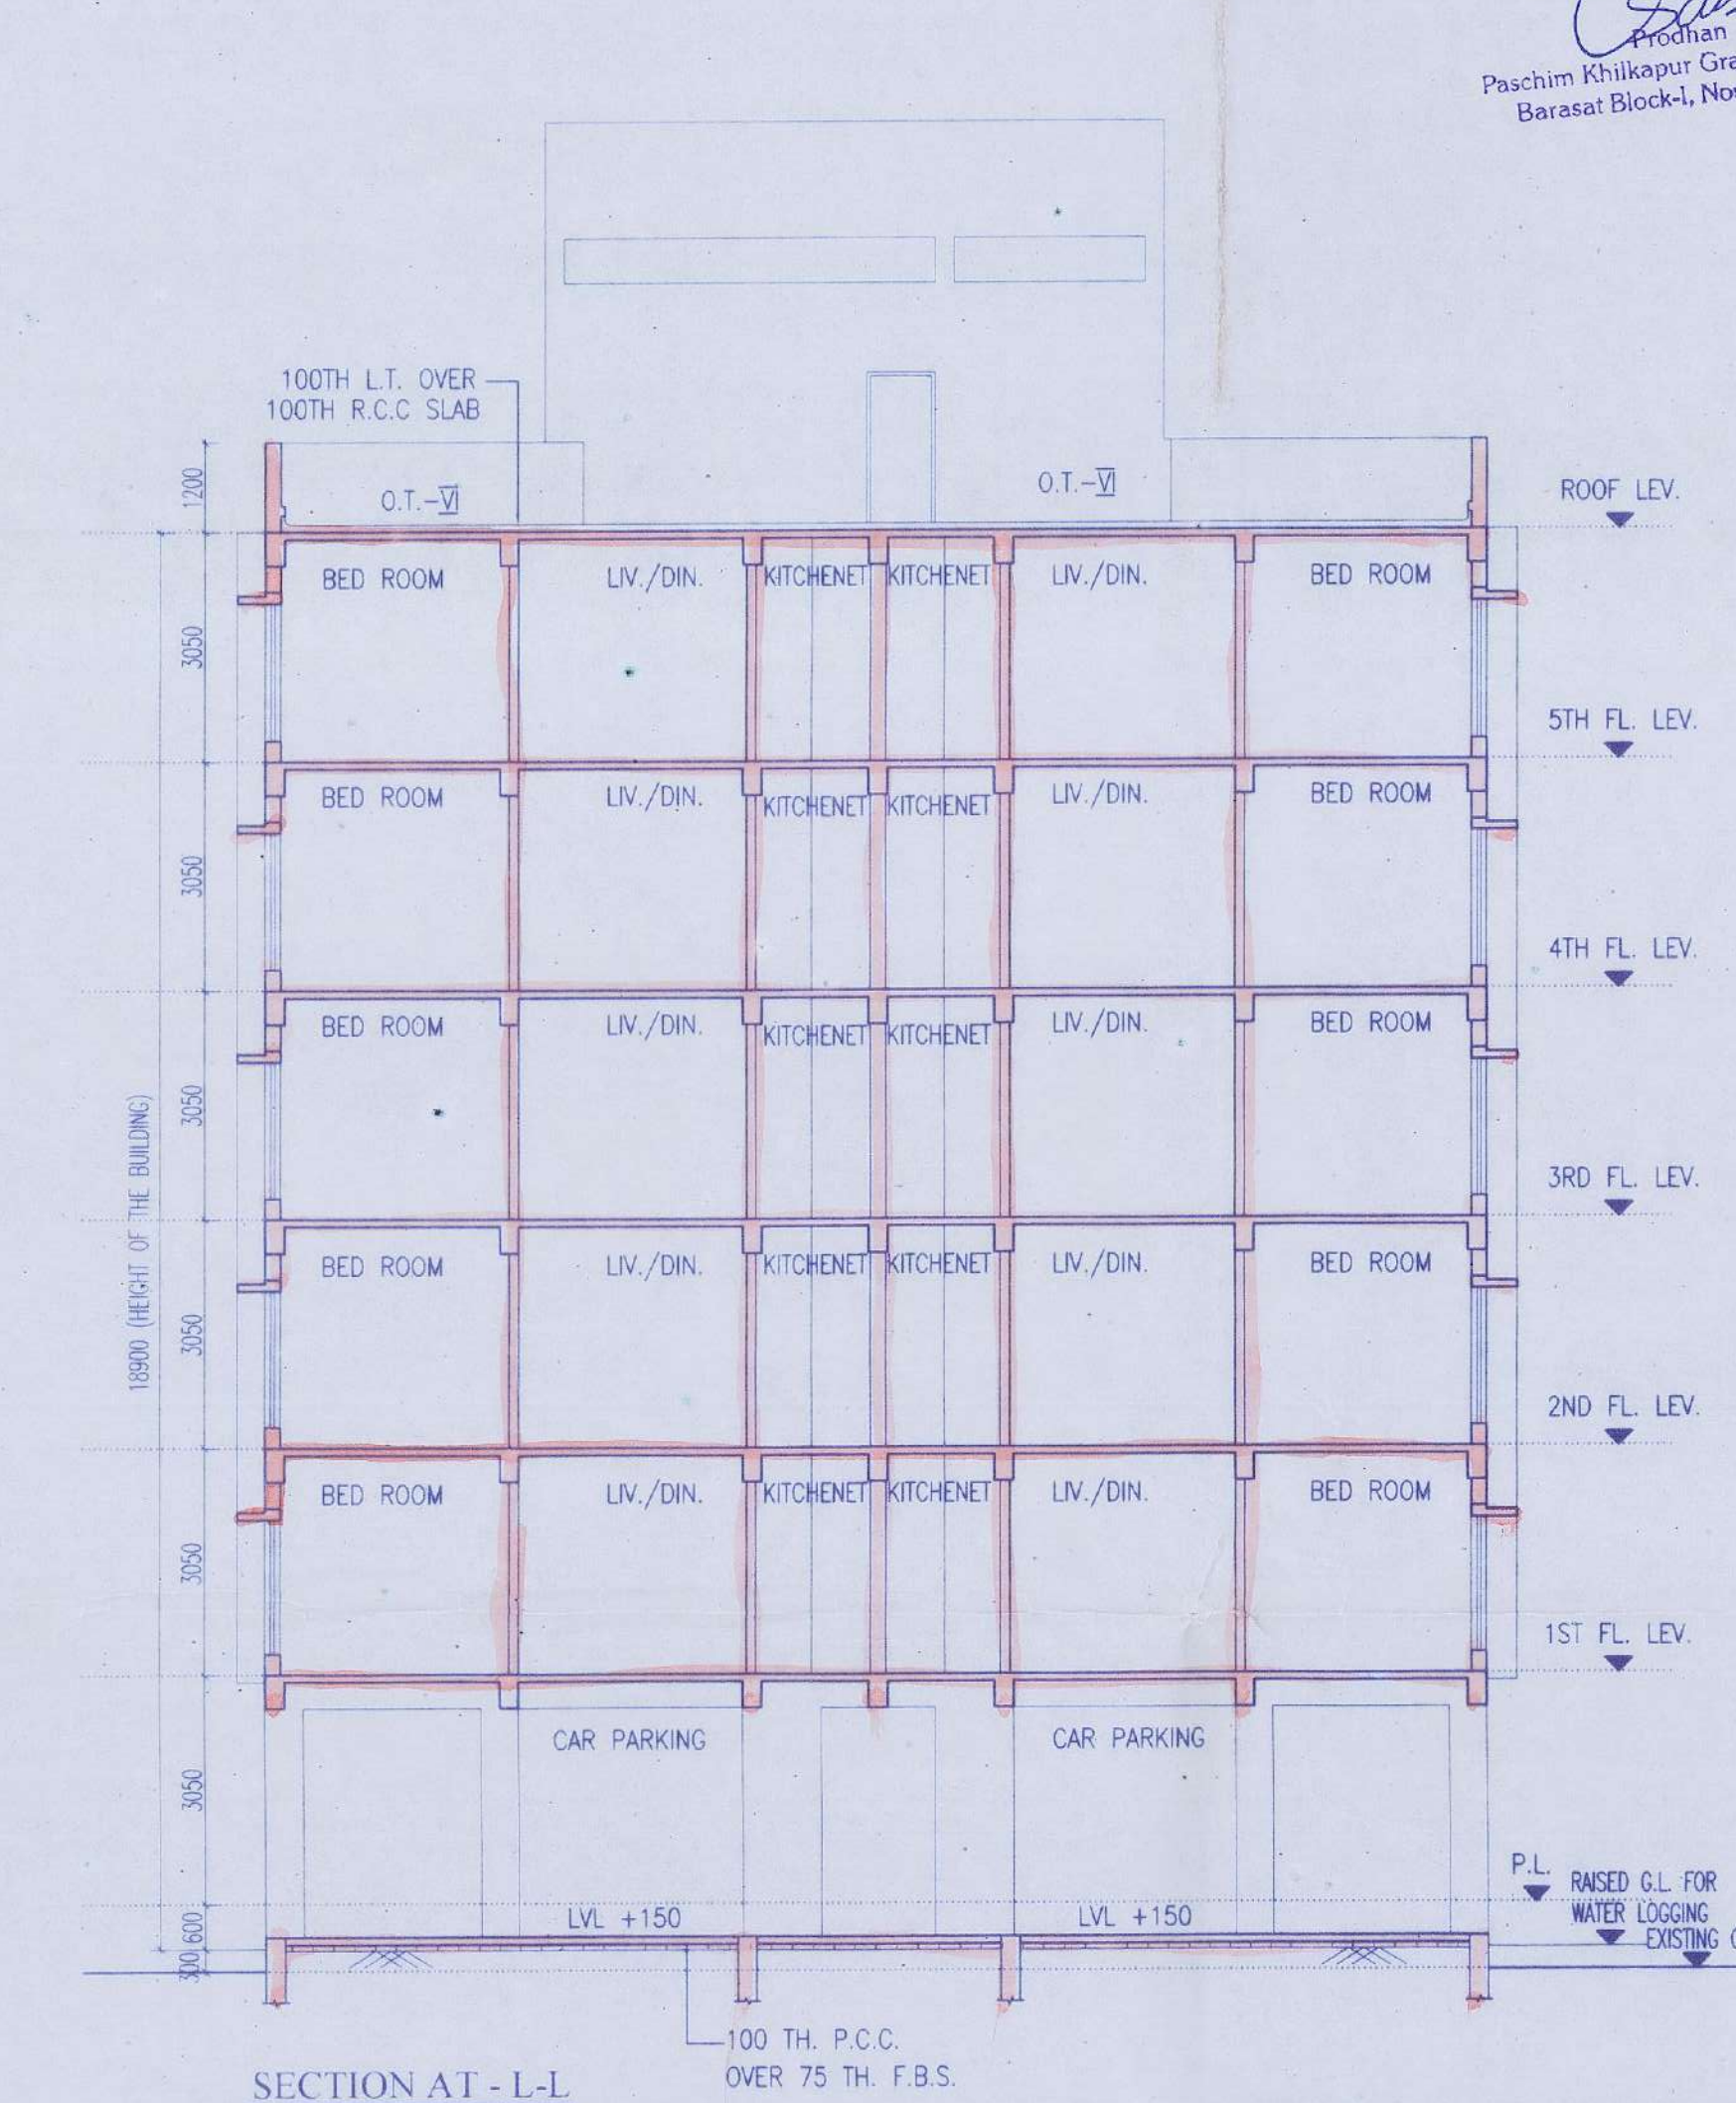 Prodhan
Paschim Khilkapur
Barasat Block-I,
100TH L.T. OVER
100TH R.C.C SLAB
1200
O.T.-VI
O.T.-VI
ROOF LEV.
BED ROOM LIV./DIN. KITCHENET KITCHENET LIV./DIN. BED ROOM
3050
5TH FL. LEV.
BED ROOM LIV./DIN. KITCHENET KITCHENET LIV./DIN. BED ROOM
3050
4TH FL. LEV.
BED ROOM LIV./DIN. KITCHENET KITCHENET LIV./DIN. BED ROOM
3050
18900 (HEIGHT OF THE BUILDING)
3RD FL. LEV.
BED ROOM LIV./DIN. KITCHENET KITCHENET LIV./DIN. BED ROOM
3050
2ND FL. LEV.
BED ROOM LIV./DIN. KITCHENET KITCHENET LIV./DIN. BED ROOM
3050
1ST FL. LEV.
CAR PARKING CAR PARKING
3050
P.L.
RAISED G.L. FOR
WATER LOGGING
EXISTING
LVL +150 LVL +150
600
300
100 TH. P.C.C.
OVER 75 TH. F.B.S.
SECTION AT - L-L